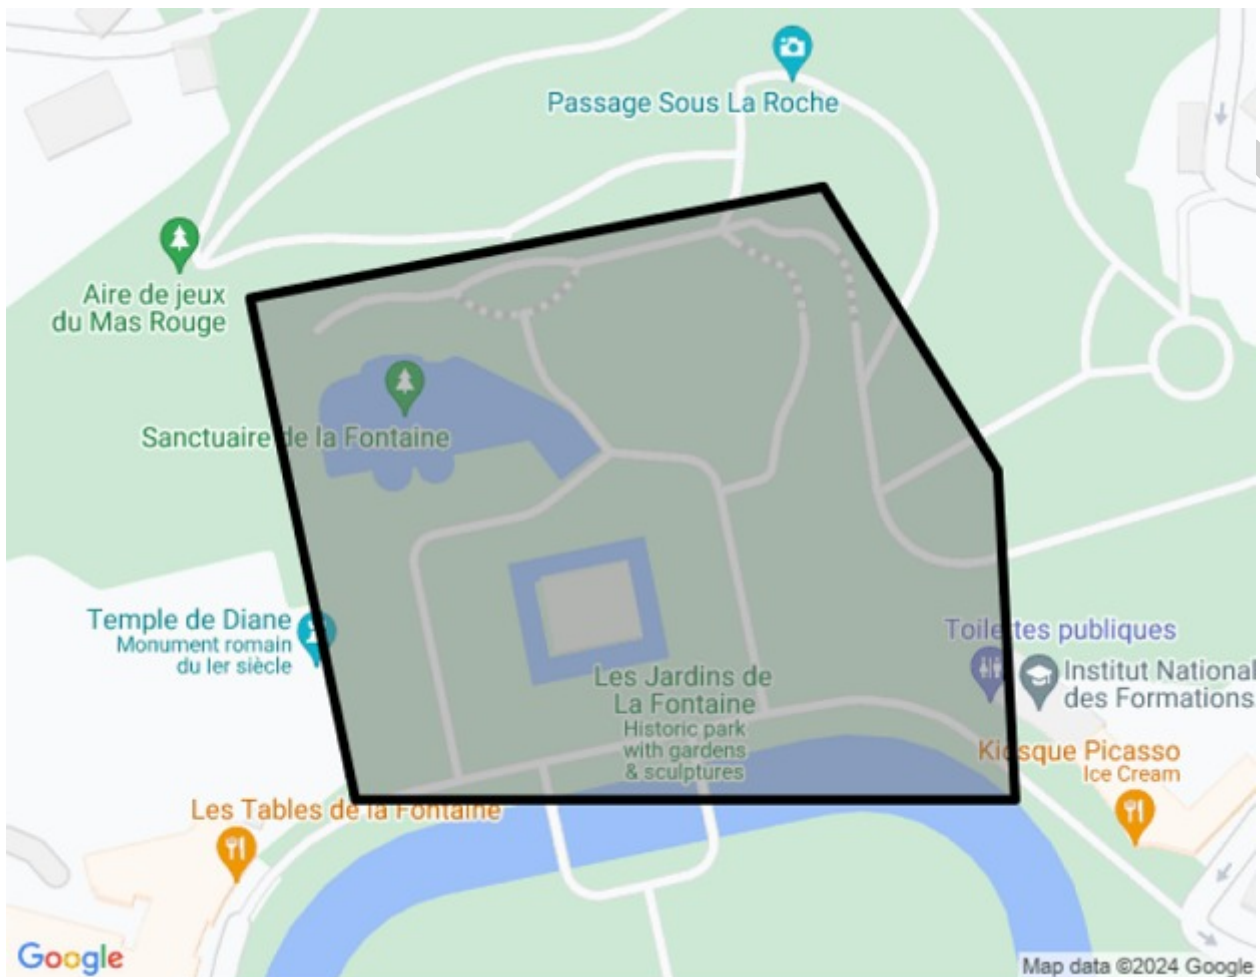 Passage Sous La Roche
Aire de jeux
du Mas Rouge
Sanctuaire de la Fontaine
Temple de Diane
Monument romain
du Ier siècle
Les Jardins de
La Fontaine
Historic park
with gardens
& sculptures
Toilettes publiques
Institut National
des Formations
Kiosque Picasso
Ice Cream
Les Tables de la Fontaine
Google
Map data ©2024 Google